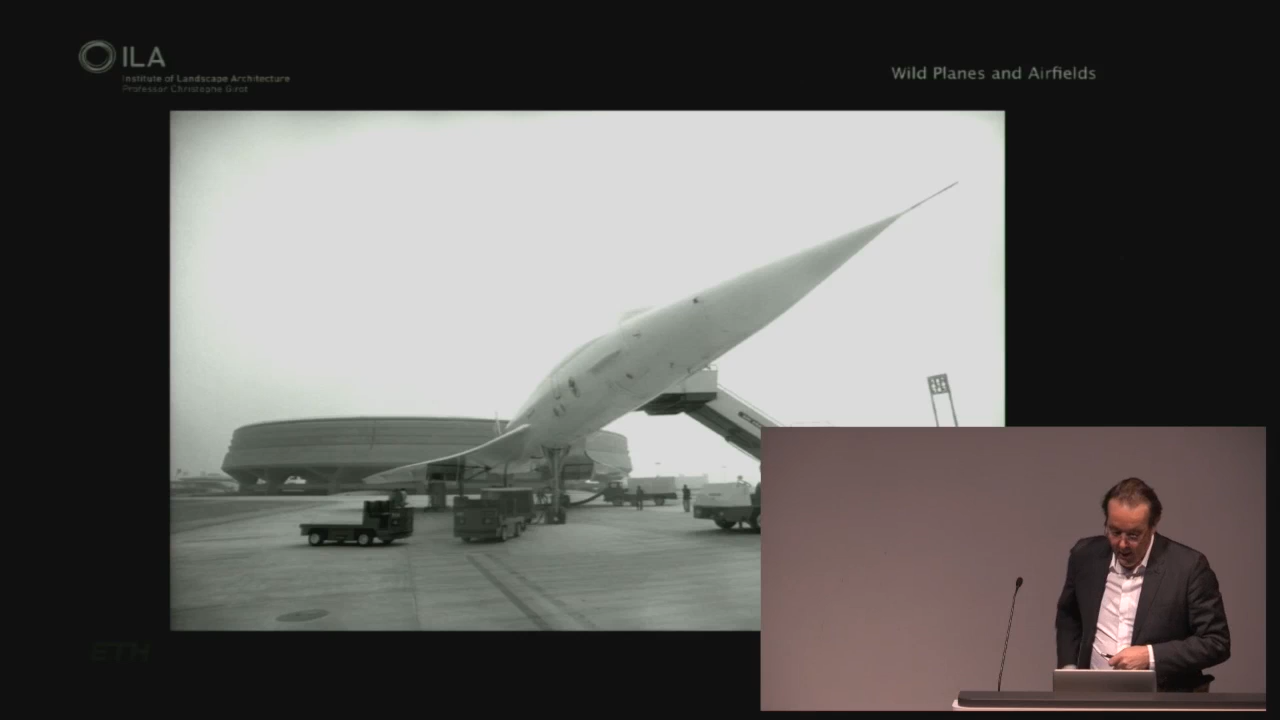 ILA
Institute of Landscape Architecture
Professor Christophe Girot
Wild Planes and Airfields
ETH